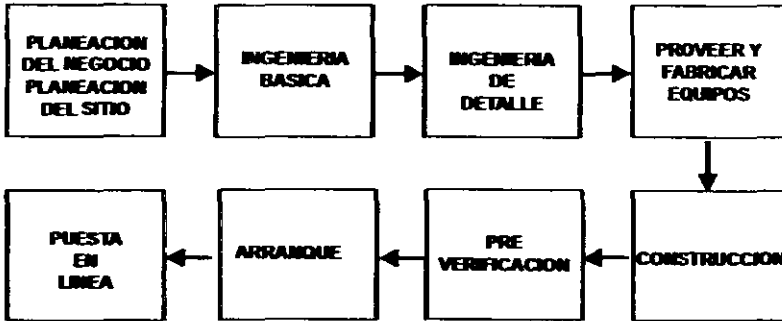 PLANEACION
DEL NEGOCIO
PLANEACION
DEL SITIO
INGENIERIA
BASICA
INGENIERIA
DE
DETALLE
PROVEER Y
FABRICAR
EQUIPOS
PUESTA
EN
LINEA
ARRANQUE
PRE
VERIFICACION
CONSTRUCCION